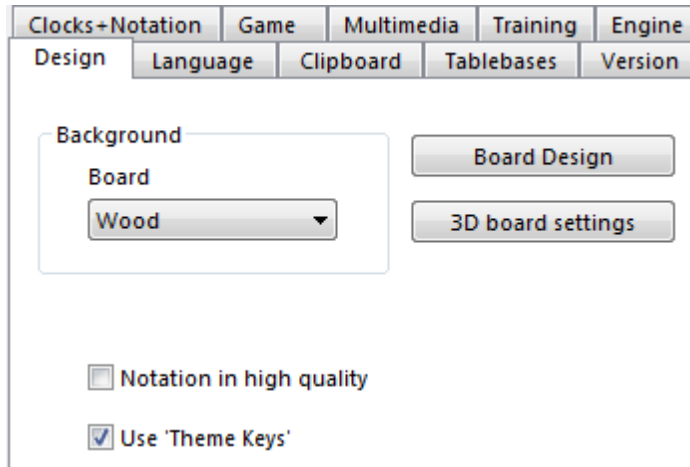 Clocks+Notation Game Multimedia Training Engine
Design Language Clipboard Tablebases Version
Background
Board Design
Board
Wood
3D board settings
Notation in high quality
Use 'Theme Keys'